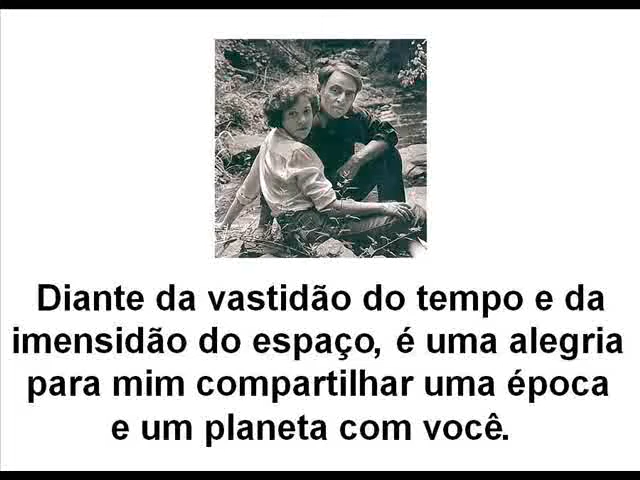 Diante da vastidão do tempo e da
imensidão do espaço, é uma alegria
para mim compartilhar uma época
e um planeta com você.